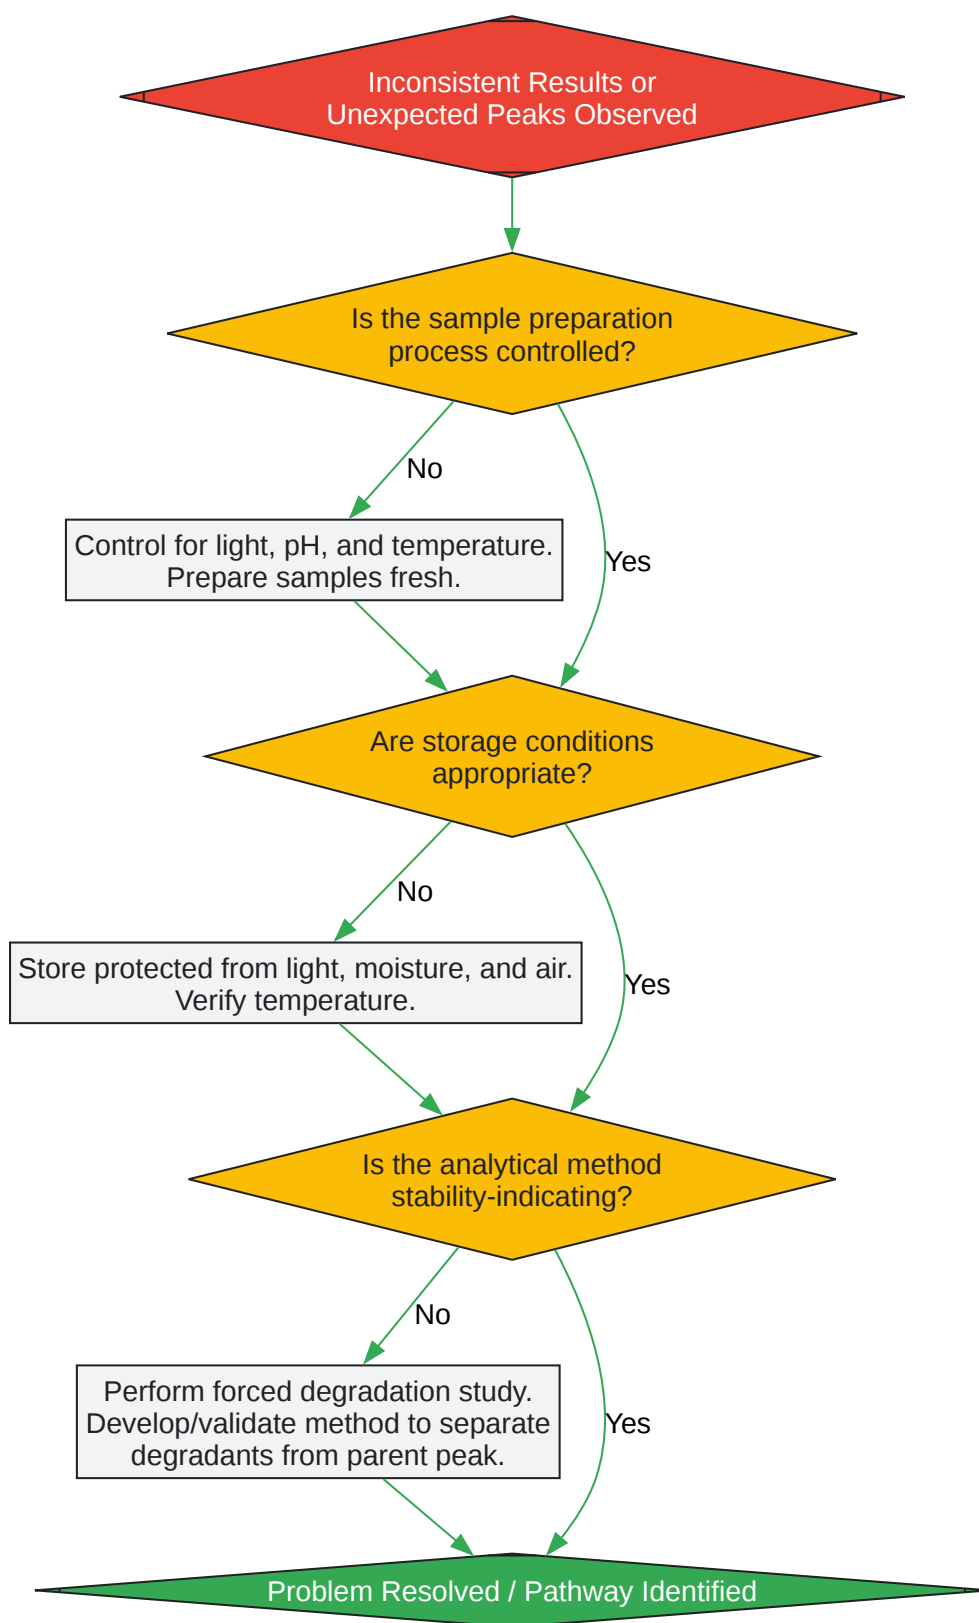 Inconsistent Results or
Unexpected Peaks Observed
Is the sample preparation
process controlled?
No
Control for light, pH, and temperature.
Prepare samples fresh.
Yes
Are storage conditions
appropriate?
No
Store protected from light, moisture, and air.
Verify temperature.
Yes
Is the analytical method
stability-indicating?
No
Perform forced degradation study.
Develop/validate method to separate
degradants from parent peak.
Yes
Problem Resolved / Pathway Identified